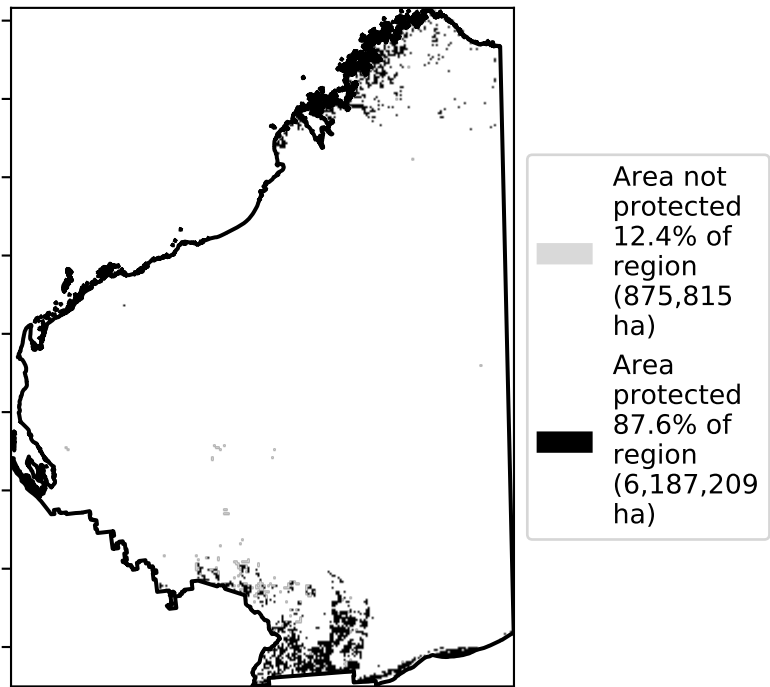 Area not
protected
12.4% of
region
(875,815
ha)
Area
protected
87.6% of
region
(6,187,209
ha)